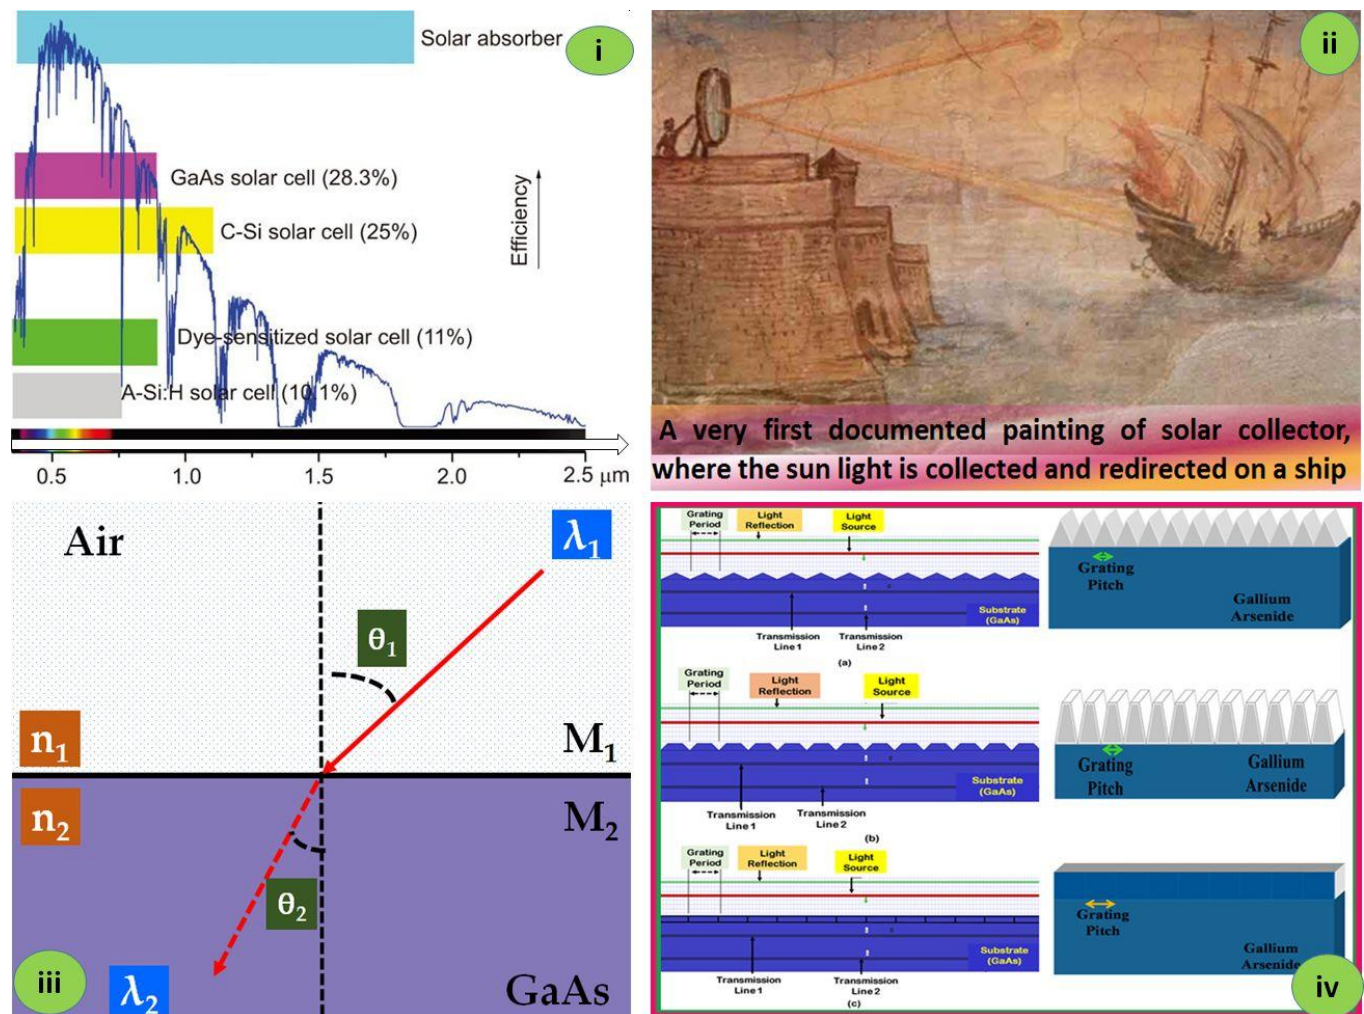 Solar absorber
i
GaAs solar cell (28.3%)
C-Si solar cell (25%)
Efficiency
Dye-sensitized solar cell (11%)
A-Si:H solar cell (10.1%)
0.5 1.0 1.5 2.0 2.5 μm
ii
A very first documented painting of solar collector,
where the sun light is collected and redirected on a ship
Air
λ1
θ1
n1
M1
n2
M2
θ2
iii
λ2
GaAs
Grating
Period
Light
Reflection
Light
Source
Substrate
(GaAs)
Transmission
Line 1
Transmission
Line 2
(a)
Grating
Pitch
Gallium
Arsenide
Grating
Period
Light
Reflection
Light
Source
Substrate
(GaAs)
Transmission
Line 1
Transmission
Line 2
(b)
Grating
Pitch
Gallium
Arsenide
Grating
Period
Light
Reflection
Light
Source
Substrate
(GaAs)
Transmission
Line 1
Transmission
Line 2
(c)
Grating
Pitch
Gallium
Arsenide
iv